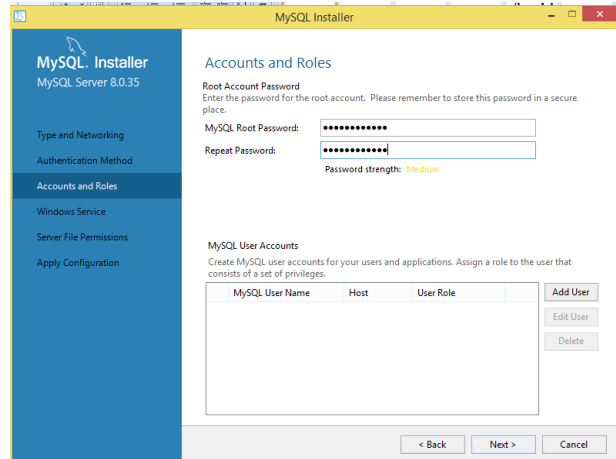 MySQL Installer
MySQL. Installer
MySQL Server 8.0.35
Type and Networking
Authentication Method
Accounts and Roles
Windows Service
Server File Permissions
Apply Configuration
Accounts and Roles
Root Account Password
Enter the password for the root account. Please remember to store this password in a secure
place.
MySQL Root Password: ●●●●●●●●●●●●
Repeat Password: ●●●●●●●●●●●●
Password strength: Medium
MySQL User Accounts
Create MySQL user accounts for your users and applications. Assign a role to the user that
consists of a set of privileges.
MySQL User Name Host User Role
Add User
Edit User
Delete
< Back Next > Cancel